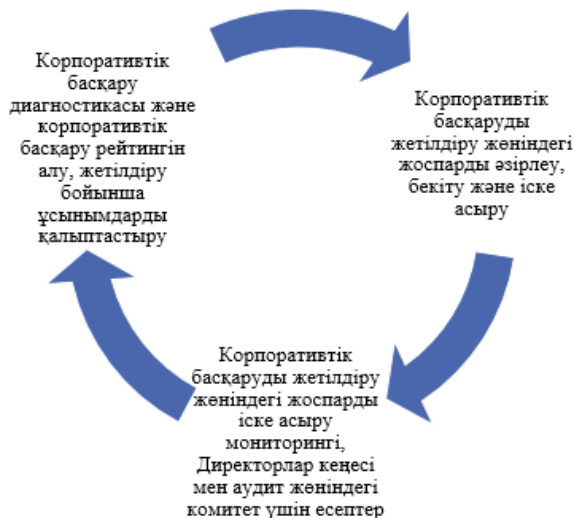 Корпоративтік
басқару
диагностикасы және
корпоративтік
басқару рейтингін
алу, жетілдіру
бойынша
ұсынымдарды
қалыптастыру
Корпоративтік
басқаруды
жетілдіру жөніндегі
жоспарды әзірлеу,
бекіту және іске
асыру
Корпоративтік
басқаруды жетілдіру
жөніндегі жоспарды
іске асыру
мониторингі,
Директорлар кеңесі
мен аудит жөніндегі
комитет үшін есептер